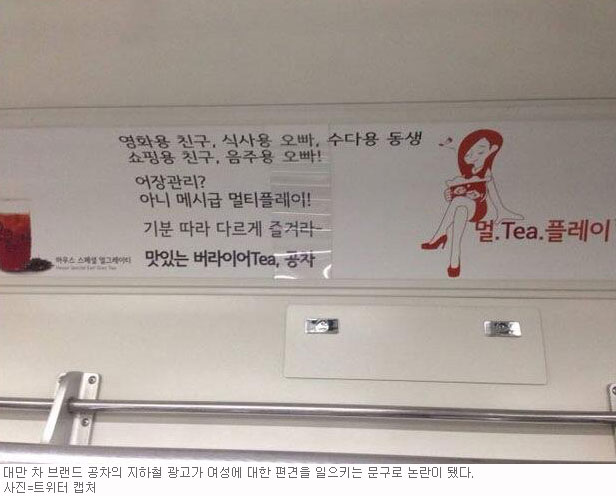 영화용 친구, 식사용 오빠, 수다용 동생
쇼핑용 친구, 음주용 오빠!
어장관리?
아니 메시급 멀티플레이!
기분 따라 다르게 즐겨라~
맛있는 버라이어Tea, 공차
하우스 스페셜 얼그레이티
House Special Earl Grey Tea
멀.Tea.플레이
대만 차 브랜드 공차의 지하철 광고가 여성에 대한 편견을 일으키는 문구로 논란이 됐다.
사진=트위터 캡처